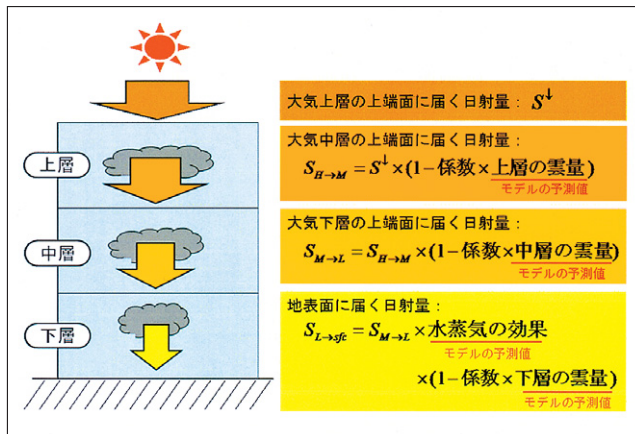 大気上層の上端面に届く日射量： S↓
大気中層の上端面に届く日射量：
上層
S_{H→M} = S↓ ×(1−係数×上層の雲量)
モデルの予測値
大気下層の上端面に届く日射量：
中層
S_{M→L} = S_{H→M} ×(1−係数×中層の雲量)
モデルの予測値
地表面に届く日射量：
下層
S_{L→sfc} = S_{M→L} ×水蒸気の効果
モデルの予測値
×(1−係数×下層の雲量)
モデルの予測値